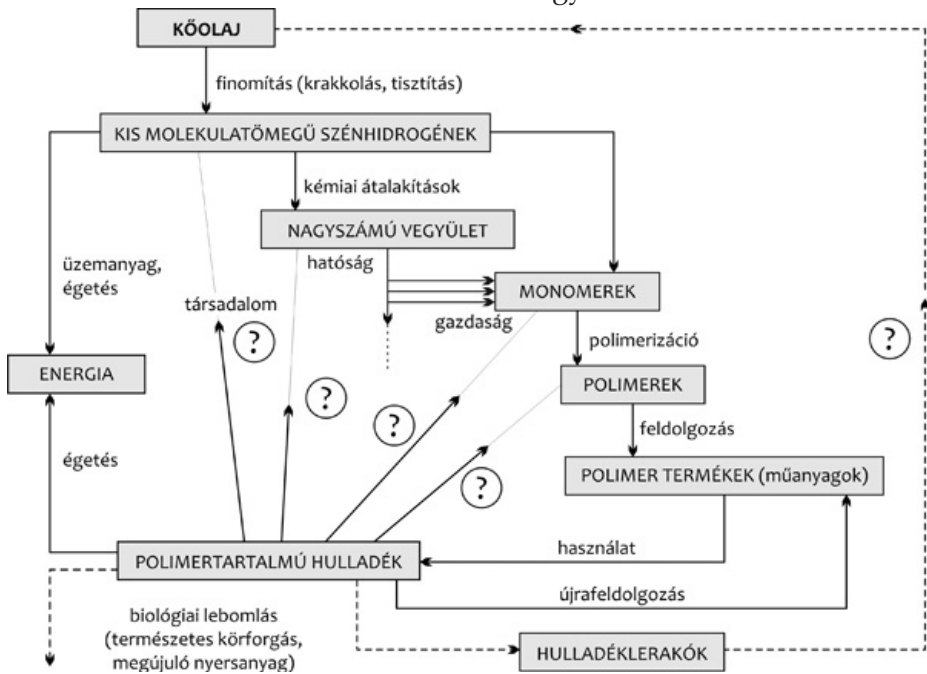 KŐOLAJ
finomítás (krakkolás, tisztítás)
KIS MOLEKULATÖMEGŰ SZÉNHIDROGÉNEK
kémiai átalakítások
NAGYSZÁMÚ VEGYÜLET
üzemanyag,
égetés
hatóság
MONOMEREK
társadalom
gazdaság
?
?
polimerizáció
ENERGIA
POLIMEREK
?
?
feldolgozás
égetés
POLIMER TERMÉKEK (műanyagok)
?
használat
POLIMERTARTALMÚ HULLADÉK
újrafeldolgozás
biológiai lebomlás
(természetes körforgás,
megújuló nyersanyag)
HULLADÉKLERAKÓK